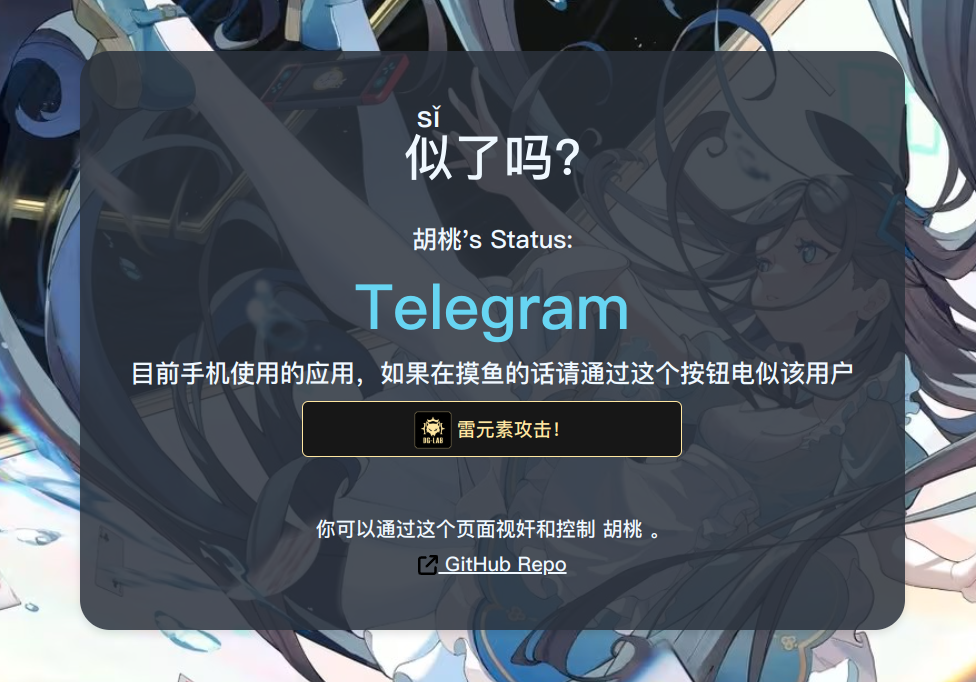 sǐ
似了吗?
胡桃’s Status:
Telegram
目前手机使用的应用，如果在摸鱼的话请通过这个按钮电似该用户
DG-LAB 雷元素攻击！
你可以通过这个页面视奸和控制 胡桃 。
GitHub Repo